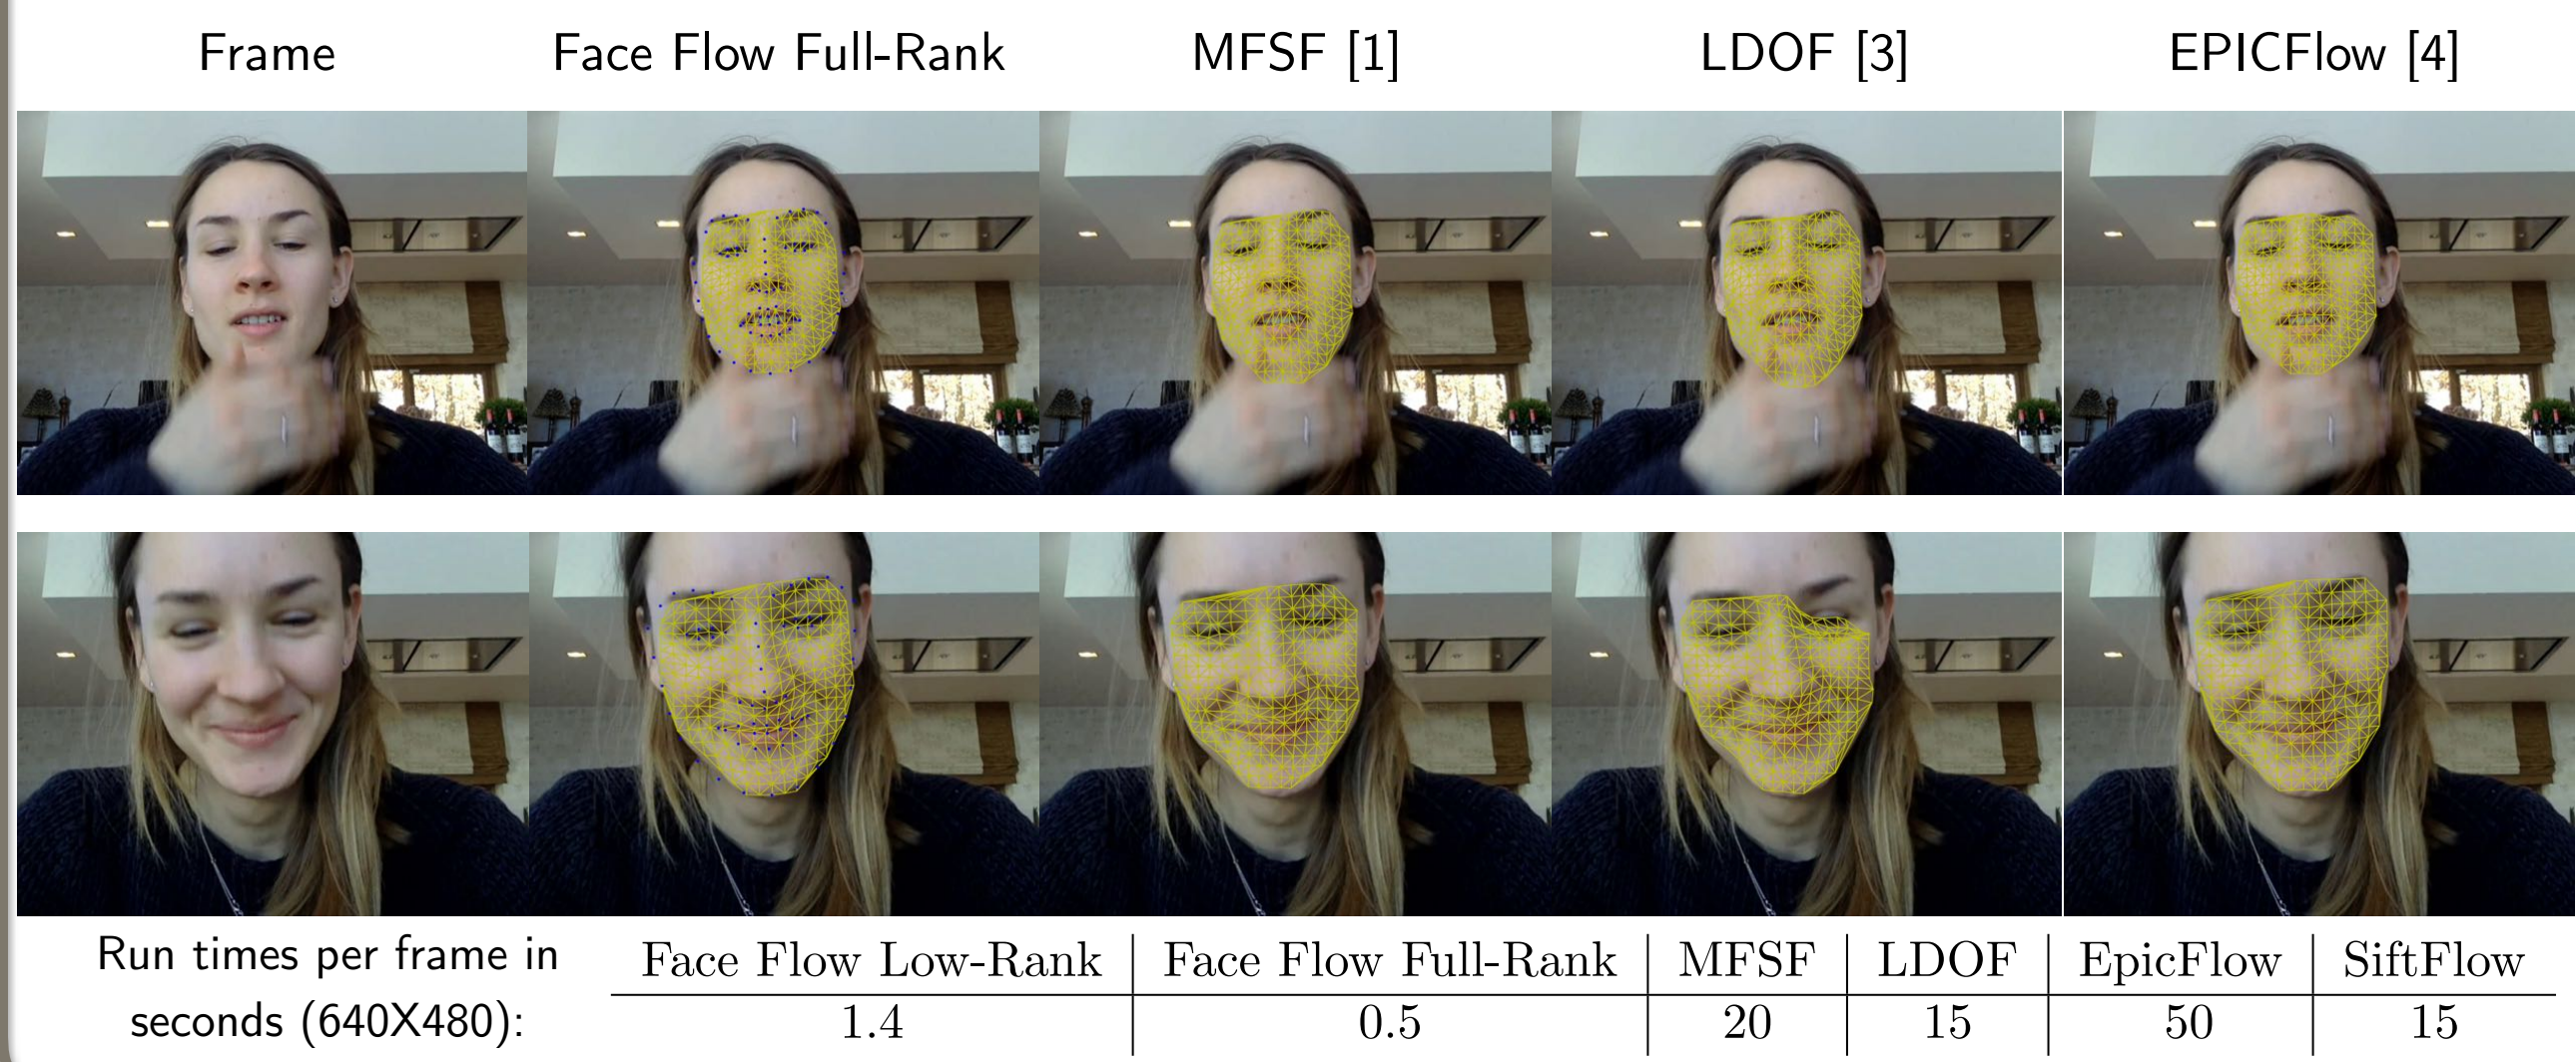 Frame Face Flow Full-Rank MFSF [1] LDOF [3] EPICFlow [4]
Run times per frame in
seconds (640X480):
Face Flow Low-Rank Face Flow Full-Rank MFSF LDOF EpicFlow SiftFlow
1.4 0.5 20 15 50 15